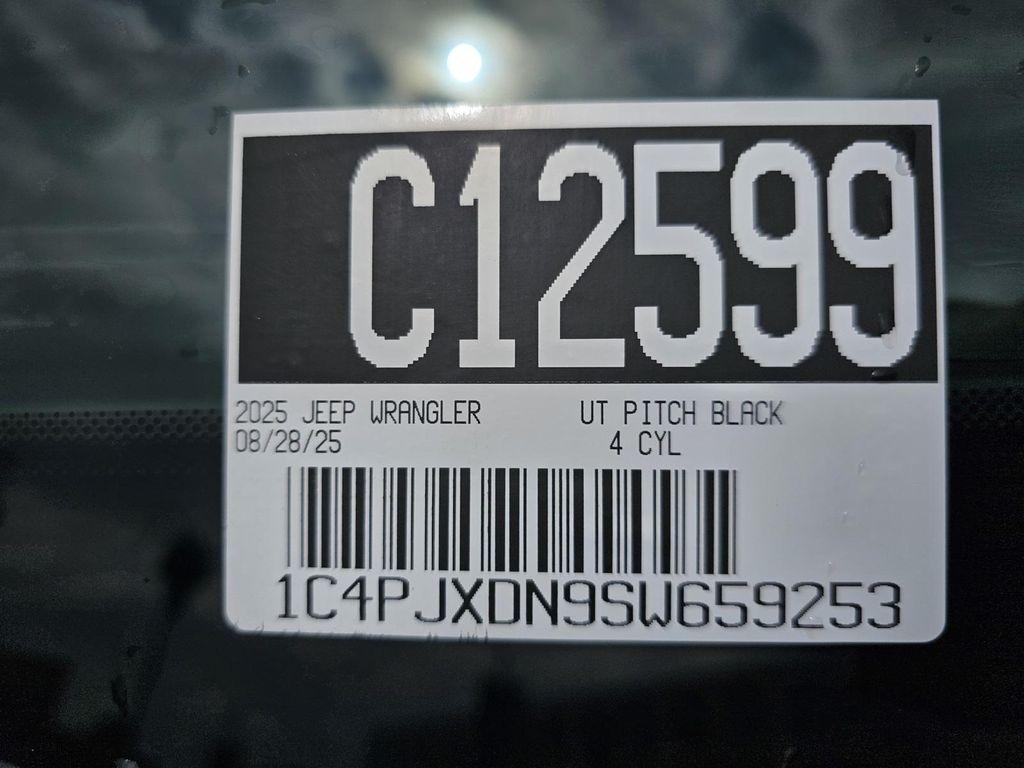 C12599
2025 JEEP WRANGLER UT PITCH BLACK
08/28/25 4 CYL
1C4PJXDN9SW659253